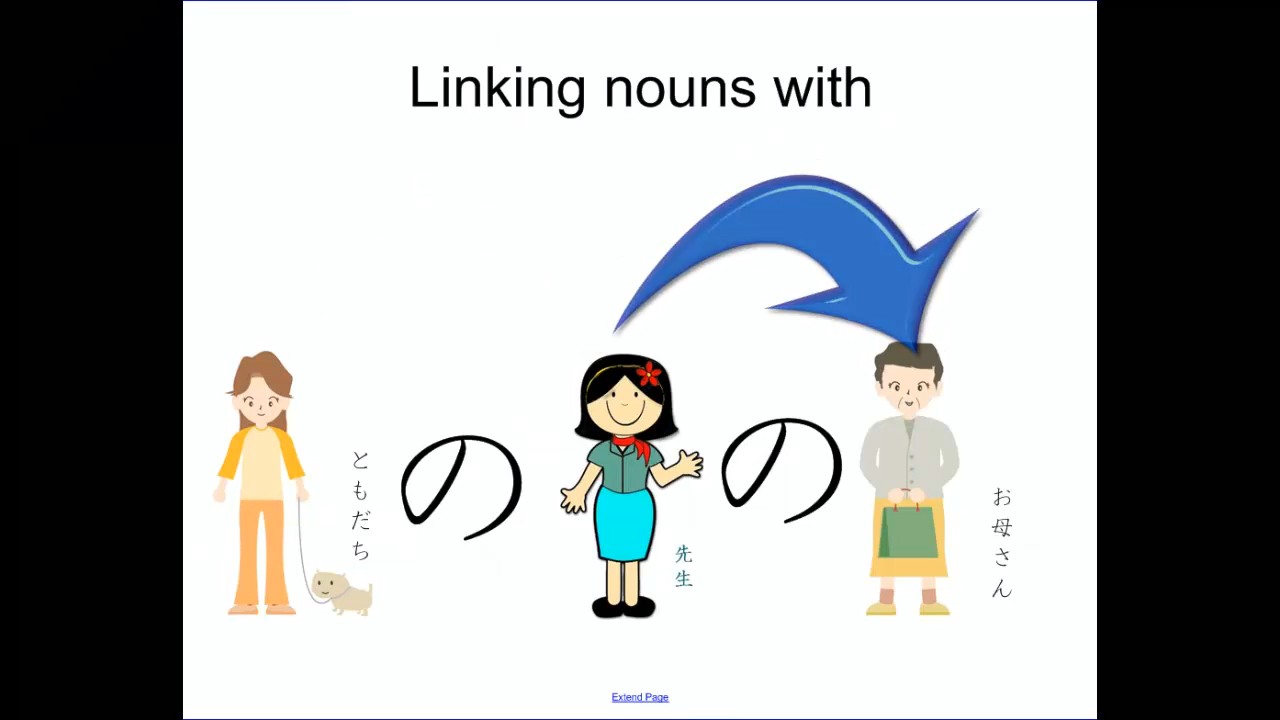 Linking nouns with
ともだち
の
先生
の
お母さん
Extend Page